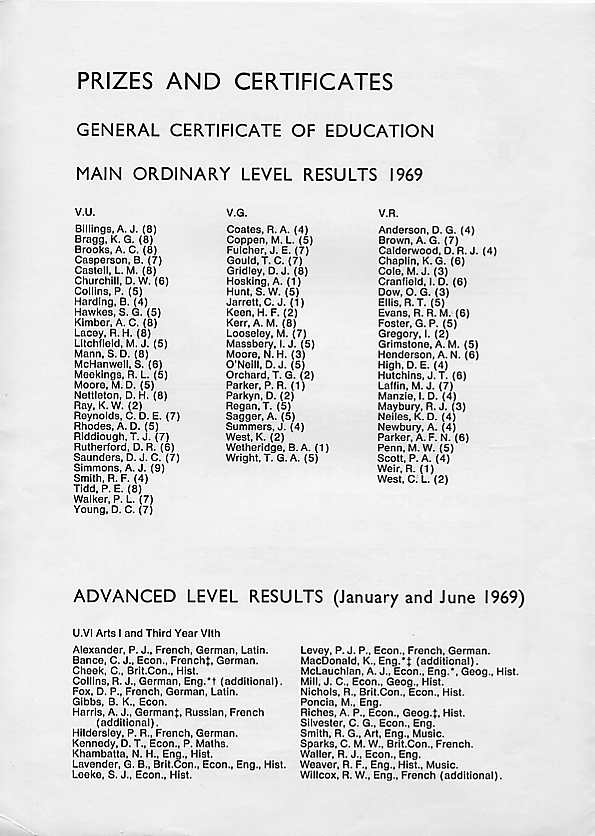 PRIZES AND CERTIFICATES
GENERAL CERTIFICATE OF EDUCATION
MAIN ORDINARY LEVEL RESULTS 1969
V.U.
Billings, A. J. (8)
Bragg, K. G. (8)
Brooks, A. C. (8)
Casperson, B. (7)
Castell, L. M. (8)
Churchill, D. W. (6)
Collins, P. (5)
Harding, B. (4)
Hawkes, S. G. (5)
Kimber, A. C. (8)
Lacey, R. H. (8)
Litchfield, M. J. (5)
Mann, S. D. (8)
McHanwell, S. (6)
Meekings, R. L. (5)
Moore, M. D. (5)
Nettleton, D. H. (8)
Ray, K. W. (2)
Reynolds, C. D. E. (7)
Rhodes, A. D. (5)
Riddiough, T. J. (7)
Rutherford, D. R. (6)
Saunders, D. J. C. (7)
Simmons, A. J. (9)
Smith, R. F. (4)
Tidd, P. E. (8)
Walker, P. L. (7)
Young, D. C. (7)
V.G.
Coates, R. A. (4)
Coppen, M. L. (5)
Fulcher, J. E. (7)
Gould, T. C. (7)
Gridley, D. J. (8)
Hosking, A. (1)
Hunt, S. W. (5)
Jarrett, C. J. (1)
Keen, H. F. (2)
Kerr, A. M. (8)
Looseley, M. (7)
Massbery, I. J. (5)
Moore, N. H. (3)
O'Neill, D. J. (5)
Orchard, T. G. (2)
Parker, P. R. (1)
Parkyn, D. (2)
Regan, T. (5)
Sagger, A. (5)
Summers, J. (4)
West, K. (2)
Wetheridge, B. A. (1)
Wright, T. G. A. (5)
V.R.
Anderson, D. G. (4)
Brown, A. G. (7)
Calderwood, D. R. J. (4)
Chaplin, K. G. (6)
Cole, M. J. (3)
Cranfield, I. D. (6)
Dow, O. G. (3)
Ellis, R. T. (5)
Evans, R. R. M. (6)
Foster, G. P. (5)
Gregory, I. (2)
Grimstone, A. M. (5)
Henderson, A. N. (6)
High, D. E. (4)
Hutchins, J. T. (6)
Laffin, M. J. (7)
Manzie, I. D. (4)
Maybury, R. J. (3)
Neiles, K. D. (4)
Newbury, A. (4)
Parker, A. F. N. (6)
Penn, M. W. (5)
Scott, P. A. (4)
Weir, R. (1)
West, C. L. (2)
ADVANCED LEVEL RESULTS (January and June 1969)
U.VI Arts I and Third Year VIth
Alexander, P. J., French, German, Latin.
Bance, C. J., Econ., French‡, German.
Cheek, C., Brit.Con., Hist.
Collins, R. J., German, Eng.*† (additional).
Fox, D. P., French, German, Latin.
Gibbs, B. K., Econ.
Harris, A. J., German‡, Russian, French
(additional).
Hildersley, P. R., French, German.
Kennedy, D. T., Econ., P. Maths.
Khambatta, N. H., Eng., Hist.
Lavender, G. B., Brit.Con., Econ., Eng., Hist.
Leeke, S. J., Econ., Hist.
Levey, P. J. P., Econ., French, German.
MacDonald, K., Eng.*‡ (additional).
McLauchlan, A. J., Econ., Eng.*, Geog., Hist.
Mill, J. C., Econ., Geog., Hist.
Nichols, R., Brit.Con., Econ., Hist.
Poncia, M., Eng.
Riches, A. P., Econ., Geog.‡, Hist.
Silvester, C. G., Econ., Eng.
Smith, R. G., Art, Eng., Music.
Sparks, C. M. W., Brit.Con., French.
Waller, R. J., Econ., Eng.
Weaver, R. F., Eng., Hist., Music.
Willcox, R. W., Eng., French (additional).